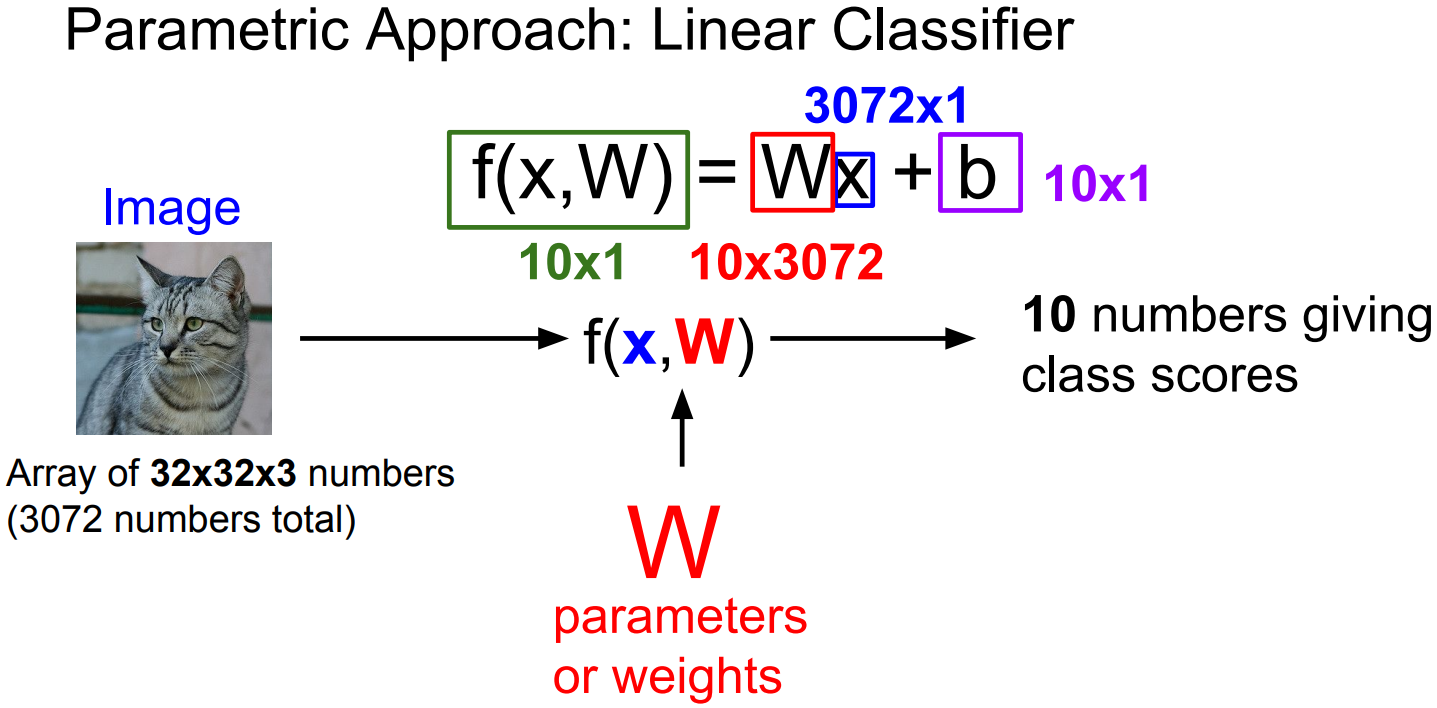 Parametric Approach: Linear Classifier
3072x1
f(x,W) = Wx + b
10x1
10x1
10x3072
Image
f(x,W)
10 numbers giving
class scores
Array of 32x32x3 numbers
(3072 numbers total)
W
parameters
or weights